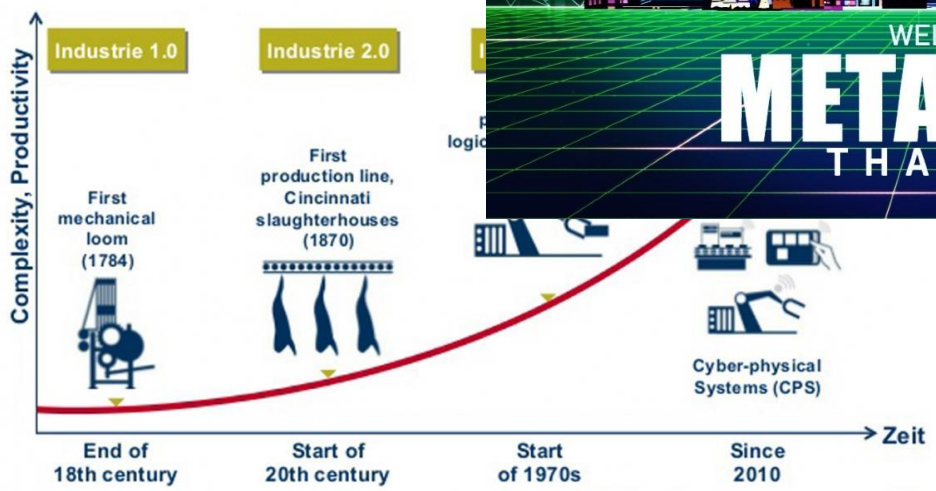 Complexity, Productivity
Industrie 1.0
Industrie 2.0
First
mechanical
loom
(1784)
First
production line,
Cincinnati
slaughterhouses
(1870)
THA
META
Cyber-physical
Systems (CPS)
Zeit
End of
18th century
Start of
20th century
Start
of 1970s
Since
2010